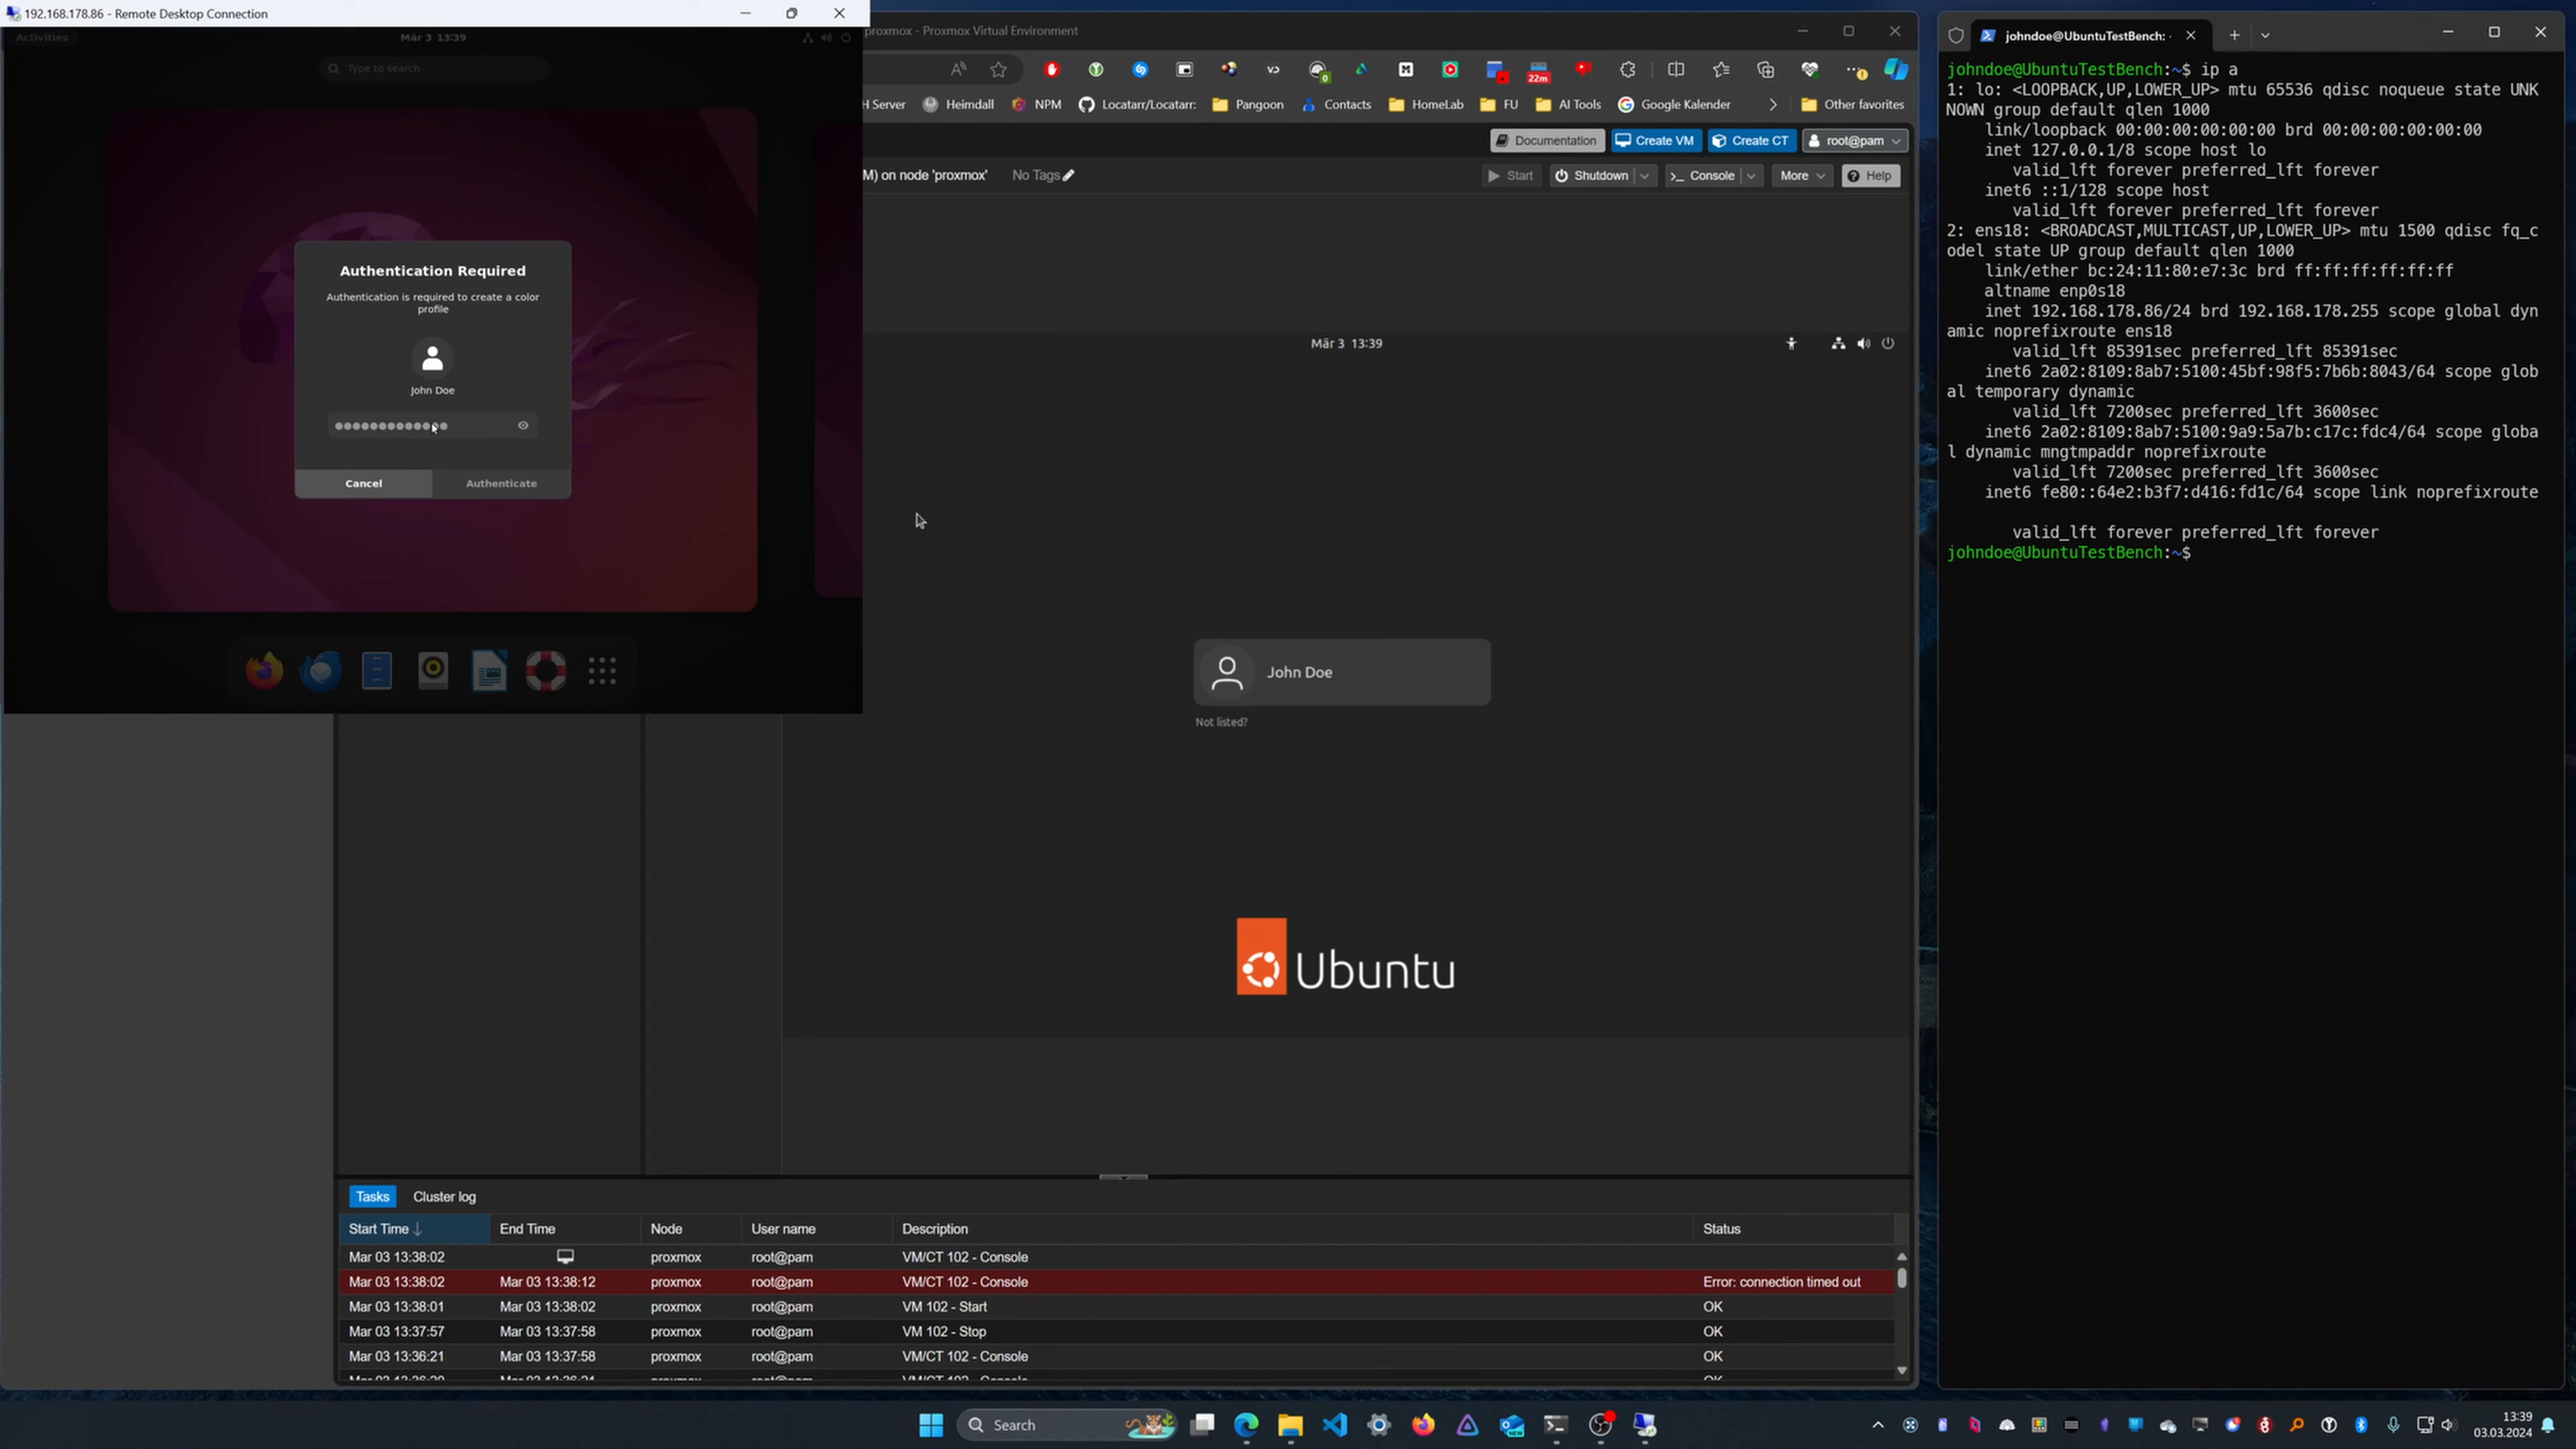 192.168.178.86 - Remote Desktop Connection
Activities
Mär 3 13:39
Type to search
Authentication Required
Authentication is required to create a color
profile
John Doe
Cancel
Authenticate
proxmox - Proxmox Virtual Environment
0
22m
H Server
Heimdall
NPM
Locatarr/Locatarr:
Pangoon
Contacts
HomeLab
FU
AI Tools
Google Kalender
Other favorites
Documentation
Create VM
Create CT
root@pam
M) on node 'proxmox'
No Tags
Start
Shutdown
Console
More
Help
Mär 3 13:39
John Doe
Not listed?
Ubuntu
Tasks
Cluster log
Start Time
End Time
Node
User name
Description
Status
Mar 03 13:38:02
proxmox
root@pam
VM/CT 102 - Console
Mar 03 13:38:02
Mar 03 13:38:12
proxmox
root@pam
VM/CT 102 - Console
Error: connection timed out
Mar 03 13:38:01
Mar 03 13:38:02
proxmox
root@pam
VM 102 - Start
OK
Mar 03 13:37:57
Mar 03 13:37:58
proxmox
root@pam
VM 102 - Stop
OK
Mar 03 13:36:21
Mar 03 13:37:58
proxmox
root@pam
VM/CT 102 - Console
OK
johndoe@UbuntuTestBench:
johndoe@UbuntuTestBench:~$ ip a
1: lo: <LOOPBACK,UP,LOWER_UP> mtu 65536 qdisc noqueue state UNK
NOWN group default qlen 1000
link/loopback 00:00:00:00:00:00 brd 00:00:00:00:00:00
inet 127.0.0.1/8 scope host lo
valid_lft forever preferred_lft forever
inet6 ::1/128 scope host
valid_lft forever preferred_lft forever
2: ens18: <BROADCAST,MULTICAST,UP,LOWER_UP> mtu 1500 qdisc fq_c
odel state UP group default qlen 1000
link/ether bc:24:11:80:e7:3c brd ff:ff:ff:ff:ff:ff
altname enp0s18
inet 192.168.178.86/24 brd 192.168.178.255 scope global dyn
amic noprefixroute ens18
valid_lft 85391sec preferred_lft 85391sec
inet6 2a02:8109:8ab7:5100:45bf:98f5:7b6b:8043/64 scope glob
al temporary dynamic
valid_lft 7200sec preferred_lft 3600sec
inet6 2a02:8109:8ab7:5100:9a9:5a7b:c17c:fdc4/64 scope globa
l dynamic mngtmpaddr noprefixroute
valid_lft 7200sec preferred_lft 3600sec
inet6 fe80::64e2:b3f7:d416:fd1c/64 scope link noprefixroute
valid_lft forever preferred_lft forever
johndoe@UbuntuTestBench:~$
Search
13:39
03.03.2024